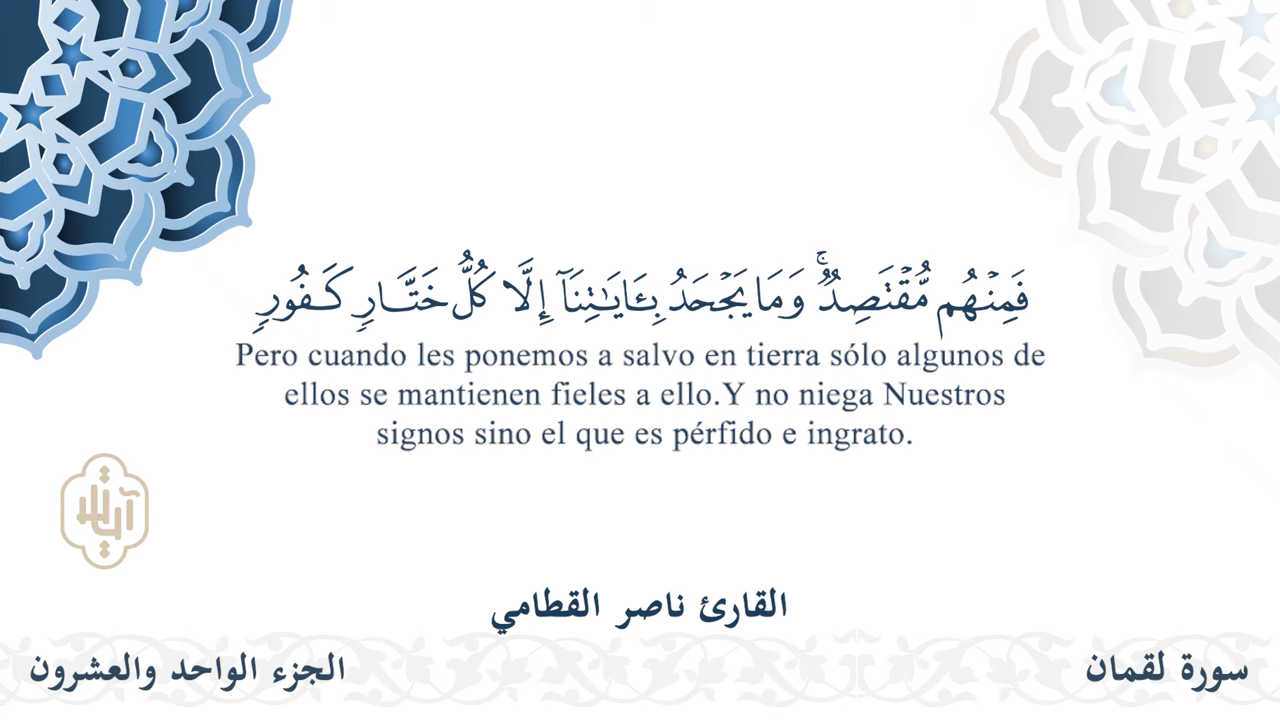 فَمِنْهُم مُّقْتَصِدٌ ۚ وَمَا يَجْحَدُ بِـَٔايَـٰتِنَآ إِلَّا كُلُّ خَتَّارٍ كَفُورٍ
Pero cuando les ponemos a salvo en tierra sólo algunos de
ellos se mantienen fieles a ello.Y no niega Nuestros
signos sino el que es pérfido e ingrato.
القارئ ناصر القطامي
سورة لقمان
الجزء الواحد والعشرون